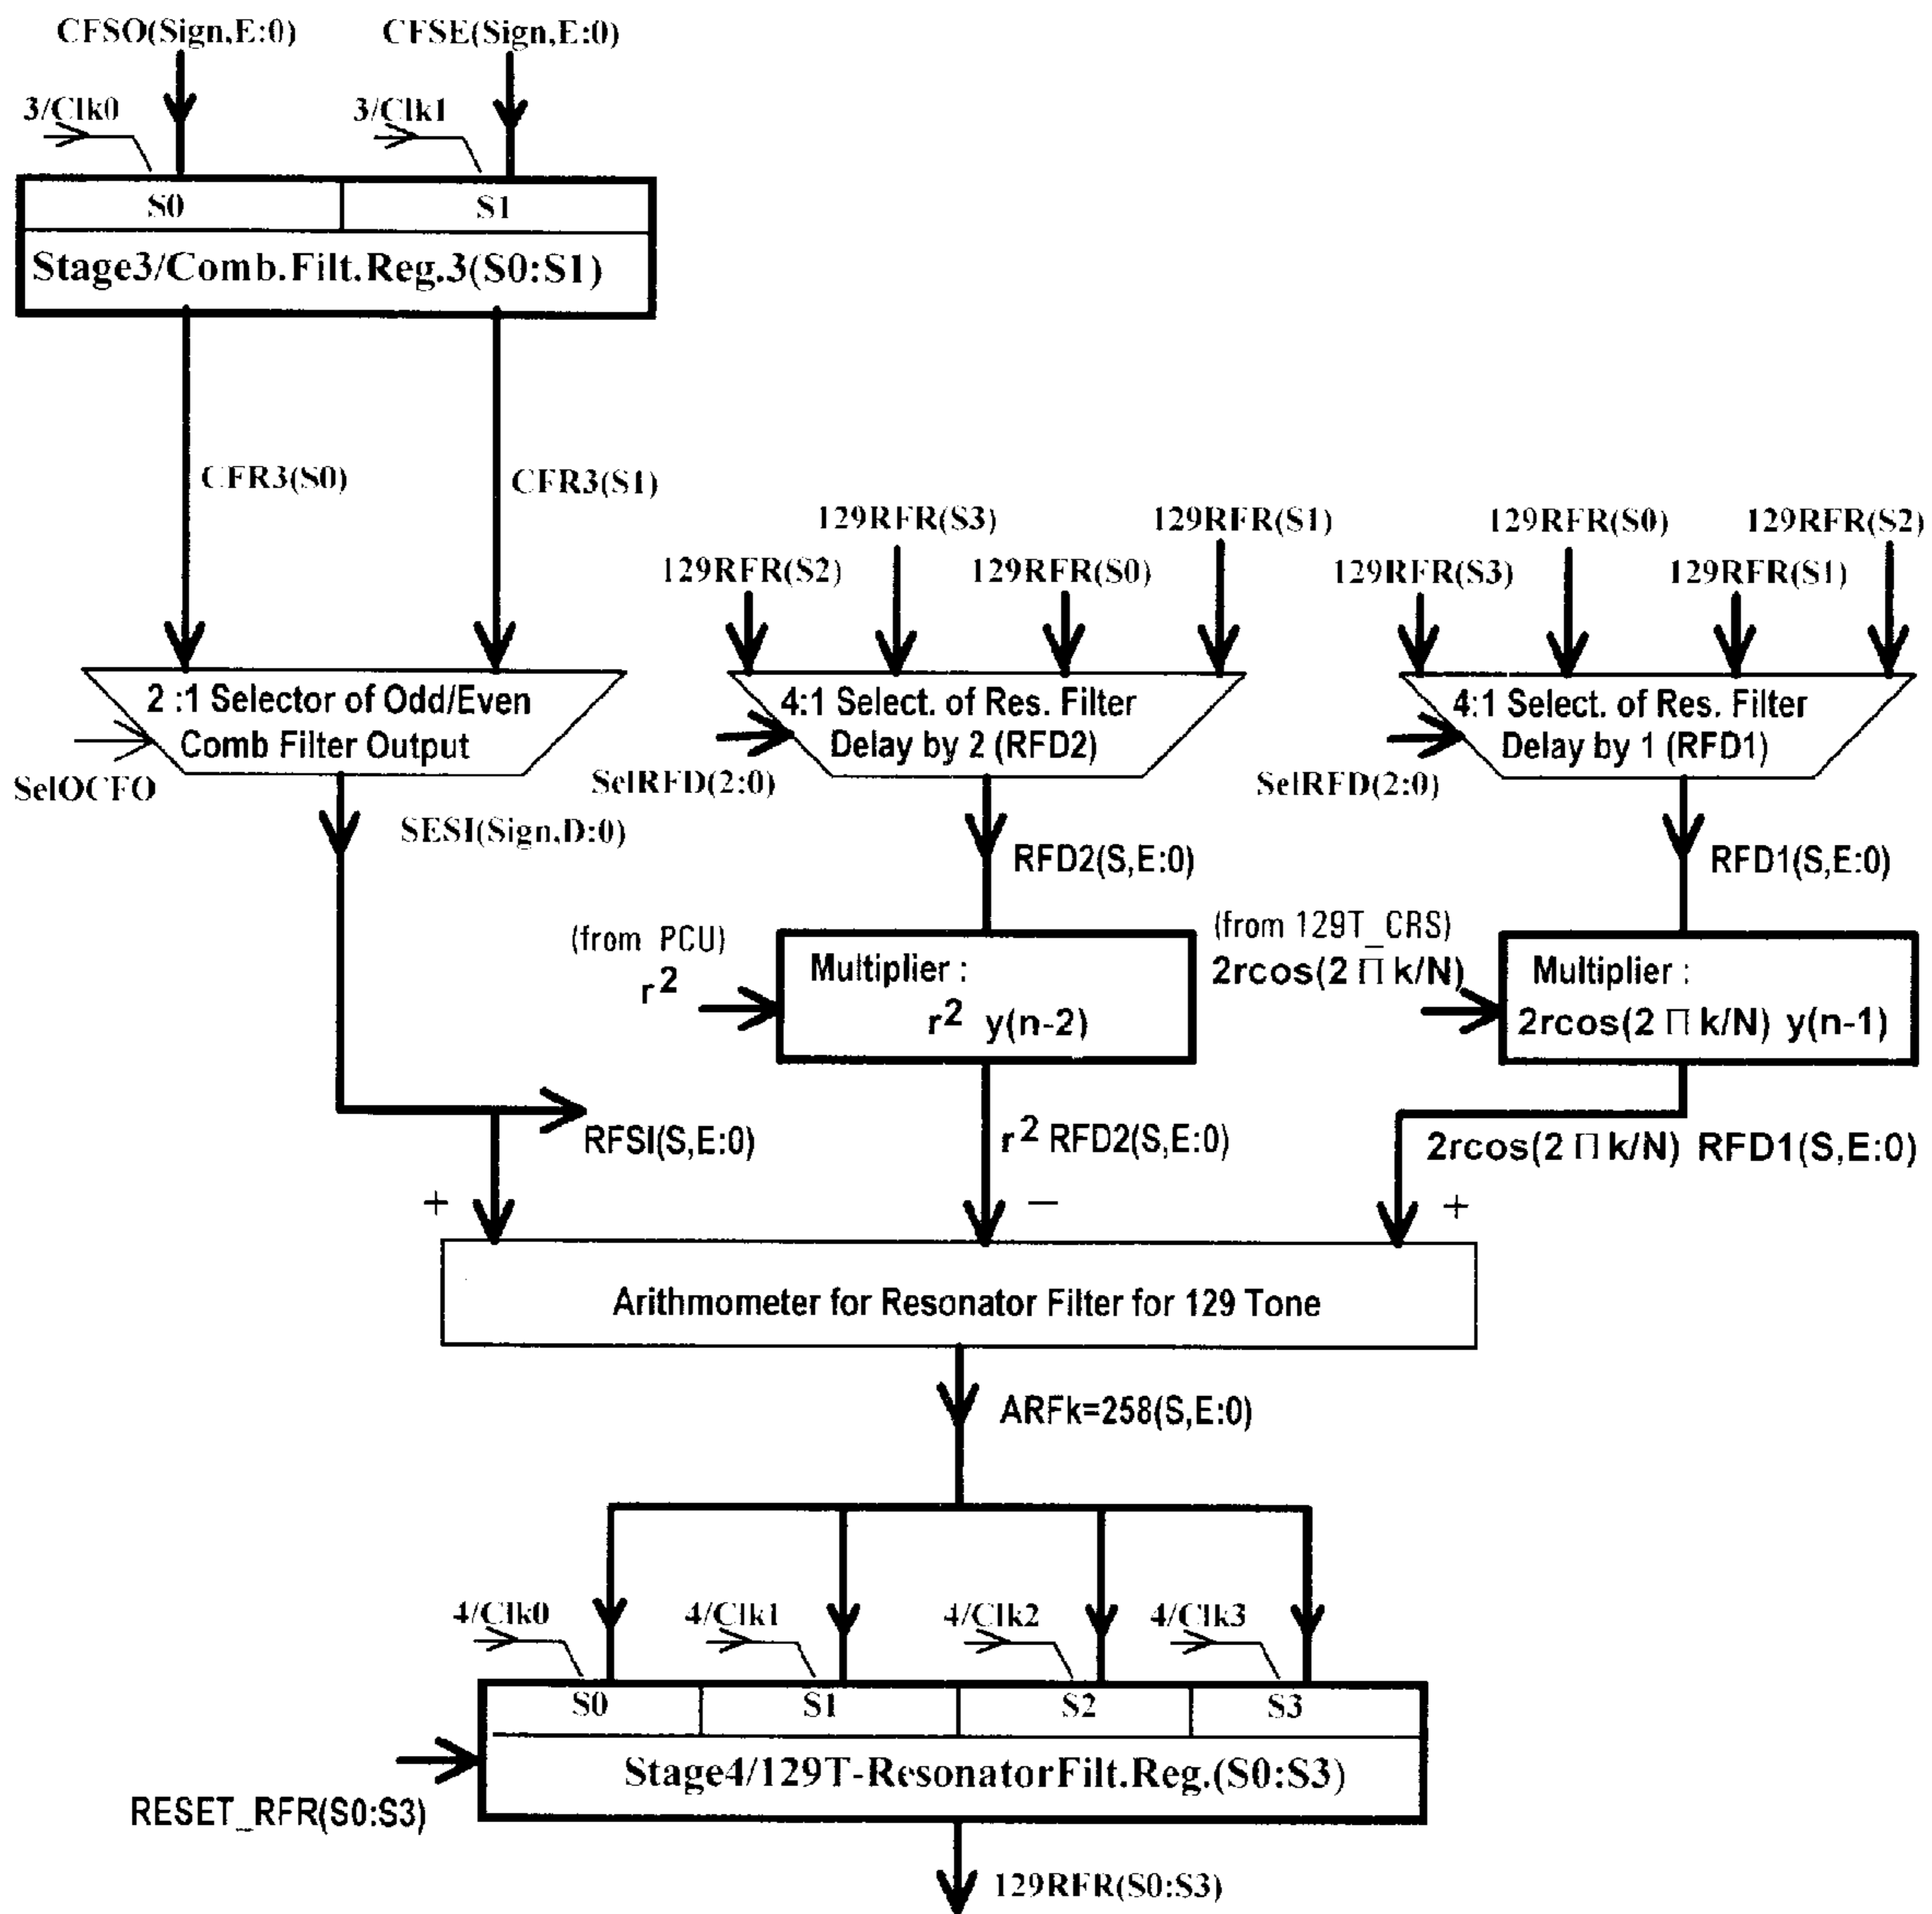 CFSO(Sign,E:0)
CFSE(Sign,E:0)
3/Clk0
3/Clk1
S0
S1
Stage3/Comb.Filt.Reg.3(S0:S1)
CFR3(S0)
CFR3(S1)
129RFR(S3)
129RFR(S1)
129RFR(S0)
129RFR(S2)
129RFR(S2)
129RFR(S0)
129RFR(S3)
129RFR(S1)
2 :1 Selector of Odd/Even
Comb Filter Output
4:1 Select. of Res. Filter
Delay by 2 (RFD2)
4:1 Select. of Res. Filter
Delay by 1 (RFD1)
SelOCFO
SelRFD(2:0)
SelRFD(2:0)
SESI(Sign,D:0)
RFD2(S,E:0)
RFD1(S,E:0)
(from PCU)
r²
Multiplier :
r² y(n-2)
(from 129T_CRS)
2rcos(2 Π k/N)
Multiplier :
2rcos(2 Π k/N) y(n-1)
RFSI(S,E:0)
r² RFD2(S,E:0)
2rcos(2 Π k/N) RFD1(S,E:0)
+
—
+
Arithmometer for Resonator Filter for 129 Tone
ARFk=258(S,E:0)
4/Clk0
4/Clk1
4/Clk2
4/Clk3
S0
S1
S2
S3
Stage4/129T-ResonatorFilt.Reg.(S0:S3)
RESET_RFR(S0:S3)
129RFR(S0:S3)